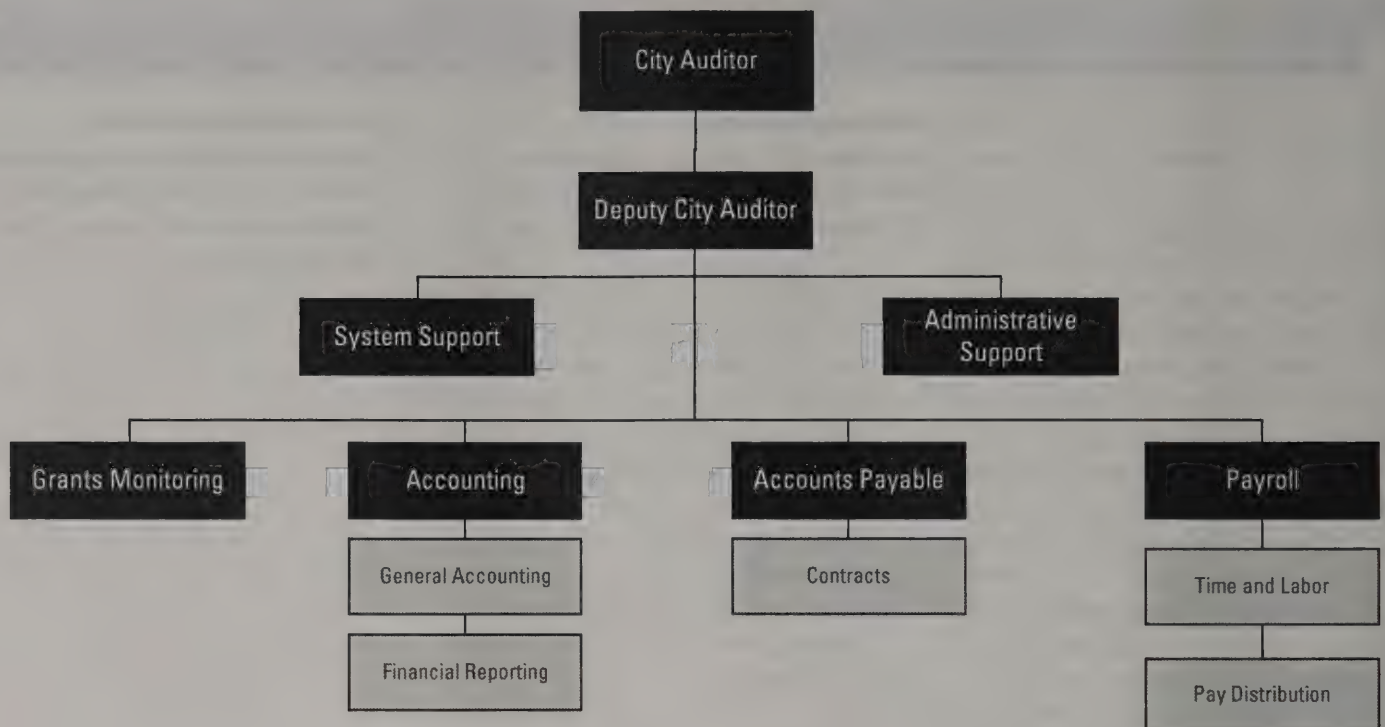 City Auditor
Deputy City Auditor
System Support
Administrative
Support
Grants Monitoring
Accounting
Accounts Payable
Payroll
General Accounting
Contracts
Time and Labor
Financial Reporting
Pay Distribution